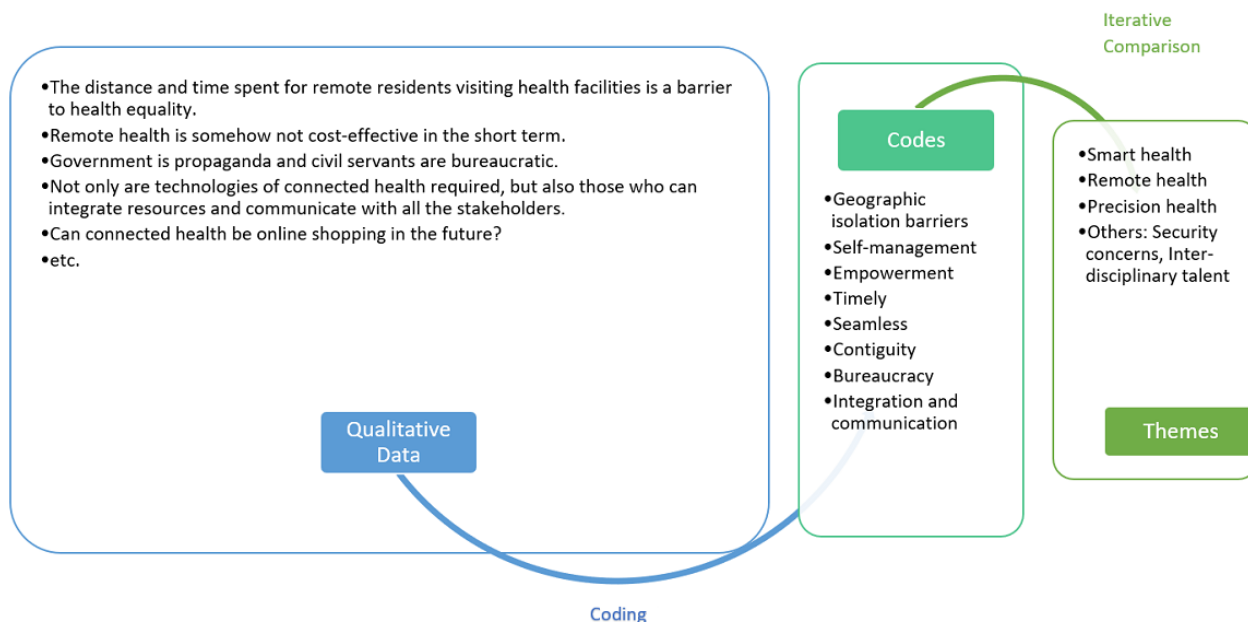 Iterative
Comparison
•The distance and time spent for remote residents visiting health facilities is a barrier
to health equality.
•Remote health is somehow not cost-effective in the short term.
•Government is propaganda and civil servants are bureaucratic.
•Not only are technologies of connected health required, but also those who can
integrate resources and communicate with all the stakeholders.
•Can connected health be online shopping in the future?
•etc.
Qualitative
Data
Coding
Codes
•Geographic
isolation barriers
•Self-management
•Empowerment
•Timely
•Seamless
•Contiguity
•Bureaucracy
•Integration and
communication
•Smart health
•Remote health
•Precision health
•Others: Security
concerns, Inter-
disciplinary talent
Themes